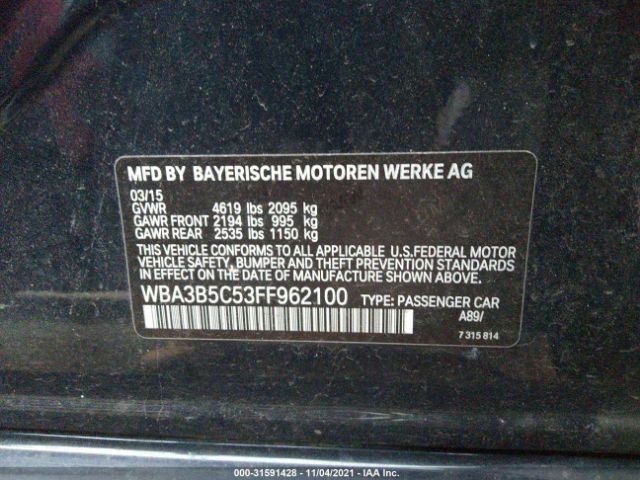 MFD BY BAYERISCHE MOTOREN WERKE AG
03/15
GVWR 4619 lbs 2095 kg
GAWR FRONT 2194 lbs 995 kg
GAWR REAR 2535 lbs 1150 kg
THIS VEHICLE CONFORMS TO ALL APPLICABLE U.S.FEDERAL MOTOR
VEHICLE SAFETY, BUMPER AND THEFT PREVENTION STANDARDS
IN EFFECT ON THE DATE OF MANUFACTURE SHOWN ABOVE.
WBA3B5C53FF962100 TYPE: PASSENGER CAR
A89/
7 315 814
000-31591428 - 11/04/2021 - IAA Inc.